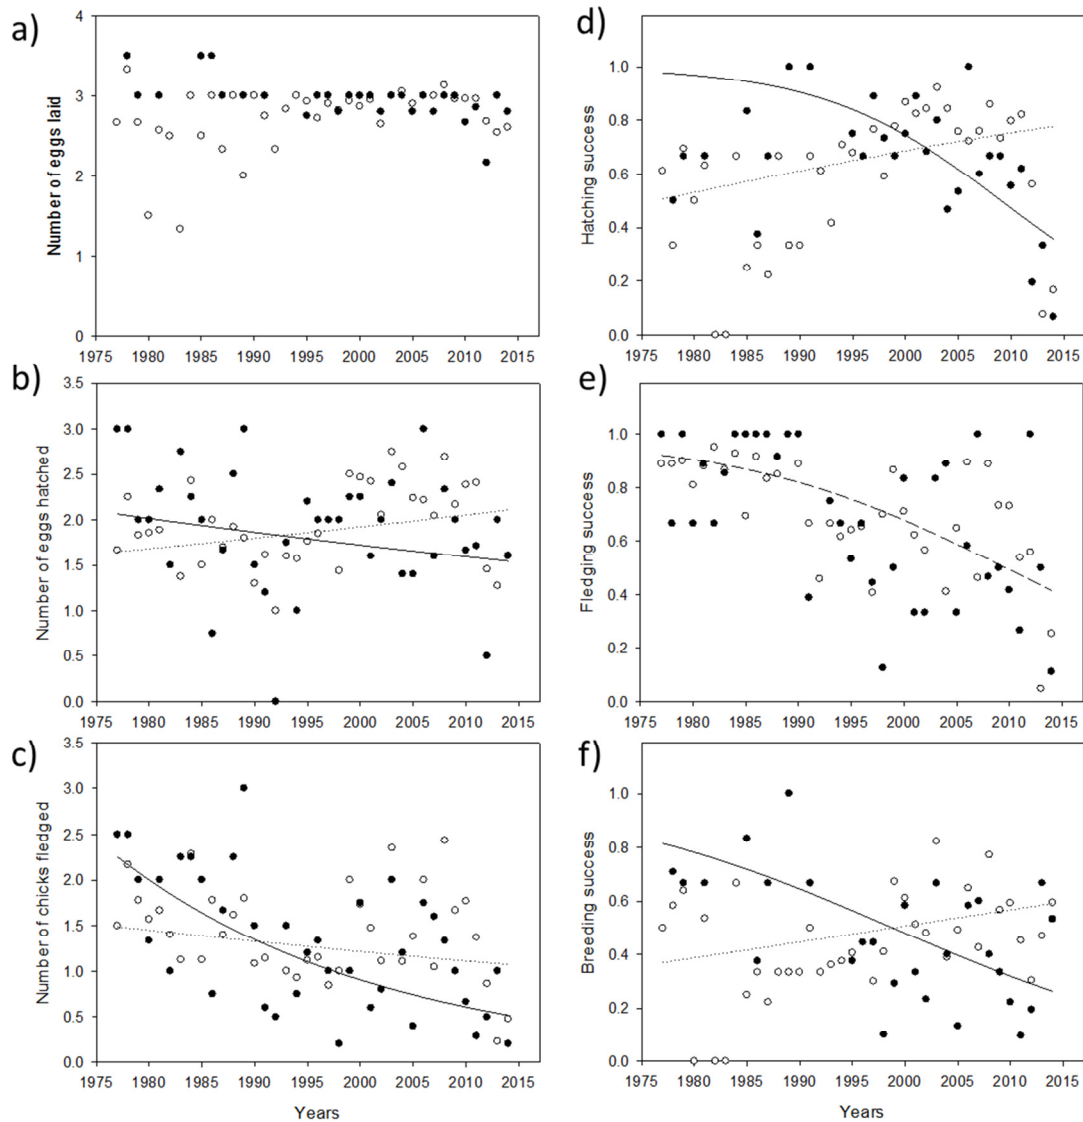 a)
Number of eggs laid
4
3
2
1
0
1975 1980 1985 1990 1995 2000 2005 2010 2015
b)
Number of eggs hatched
3.5
3.0
2.5
2.0
1.5
1.0
0.5
0.0
1975 1980 1985 1990 1995 2000 2005 2010 2015
c)
Number of chicks fledged
3.5
3.0
2.5
2.0
1.5
1.0
0.5
0.0
1975 1980 1985 1990 1995 2000 2005 2010 2015
Years
d)
Hatching success
1.0
0.8
0.6
0.4
0.2
0.0
1975 1980 1985 1990 1995 2000 2005 2010 2015
e)
Fledging success
1.0
0.8
0.6
0.4
0.2
0.0
1975 1980 1985 1990 1995 2000 2005 2010 2015
f)
Breeding success
1.0
0.8
0.6
0.4
0.2
0.0
1975 1980 1985 1990 1995 2000 2005 2010 2015
Years